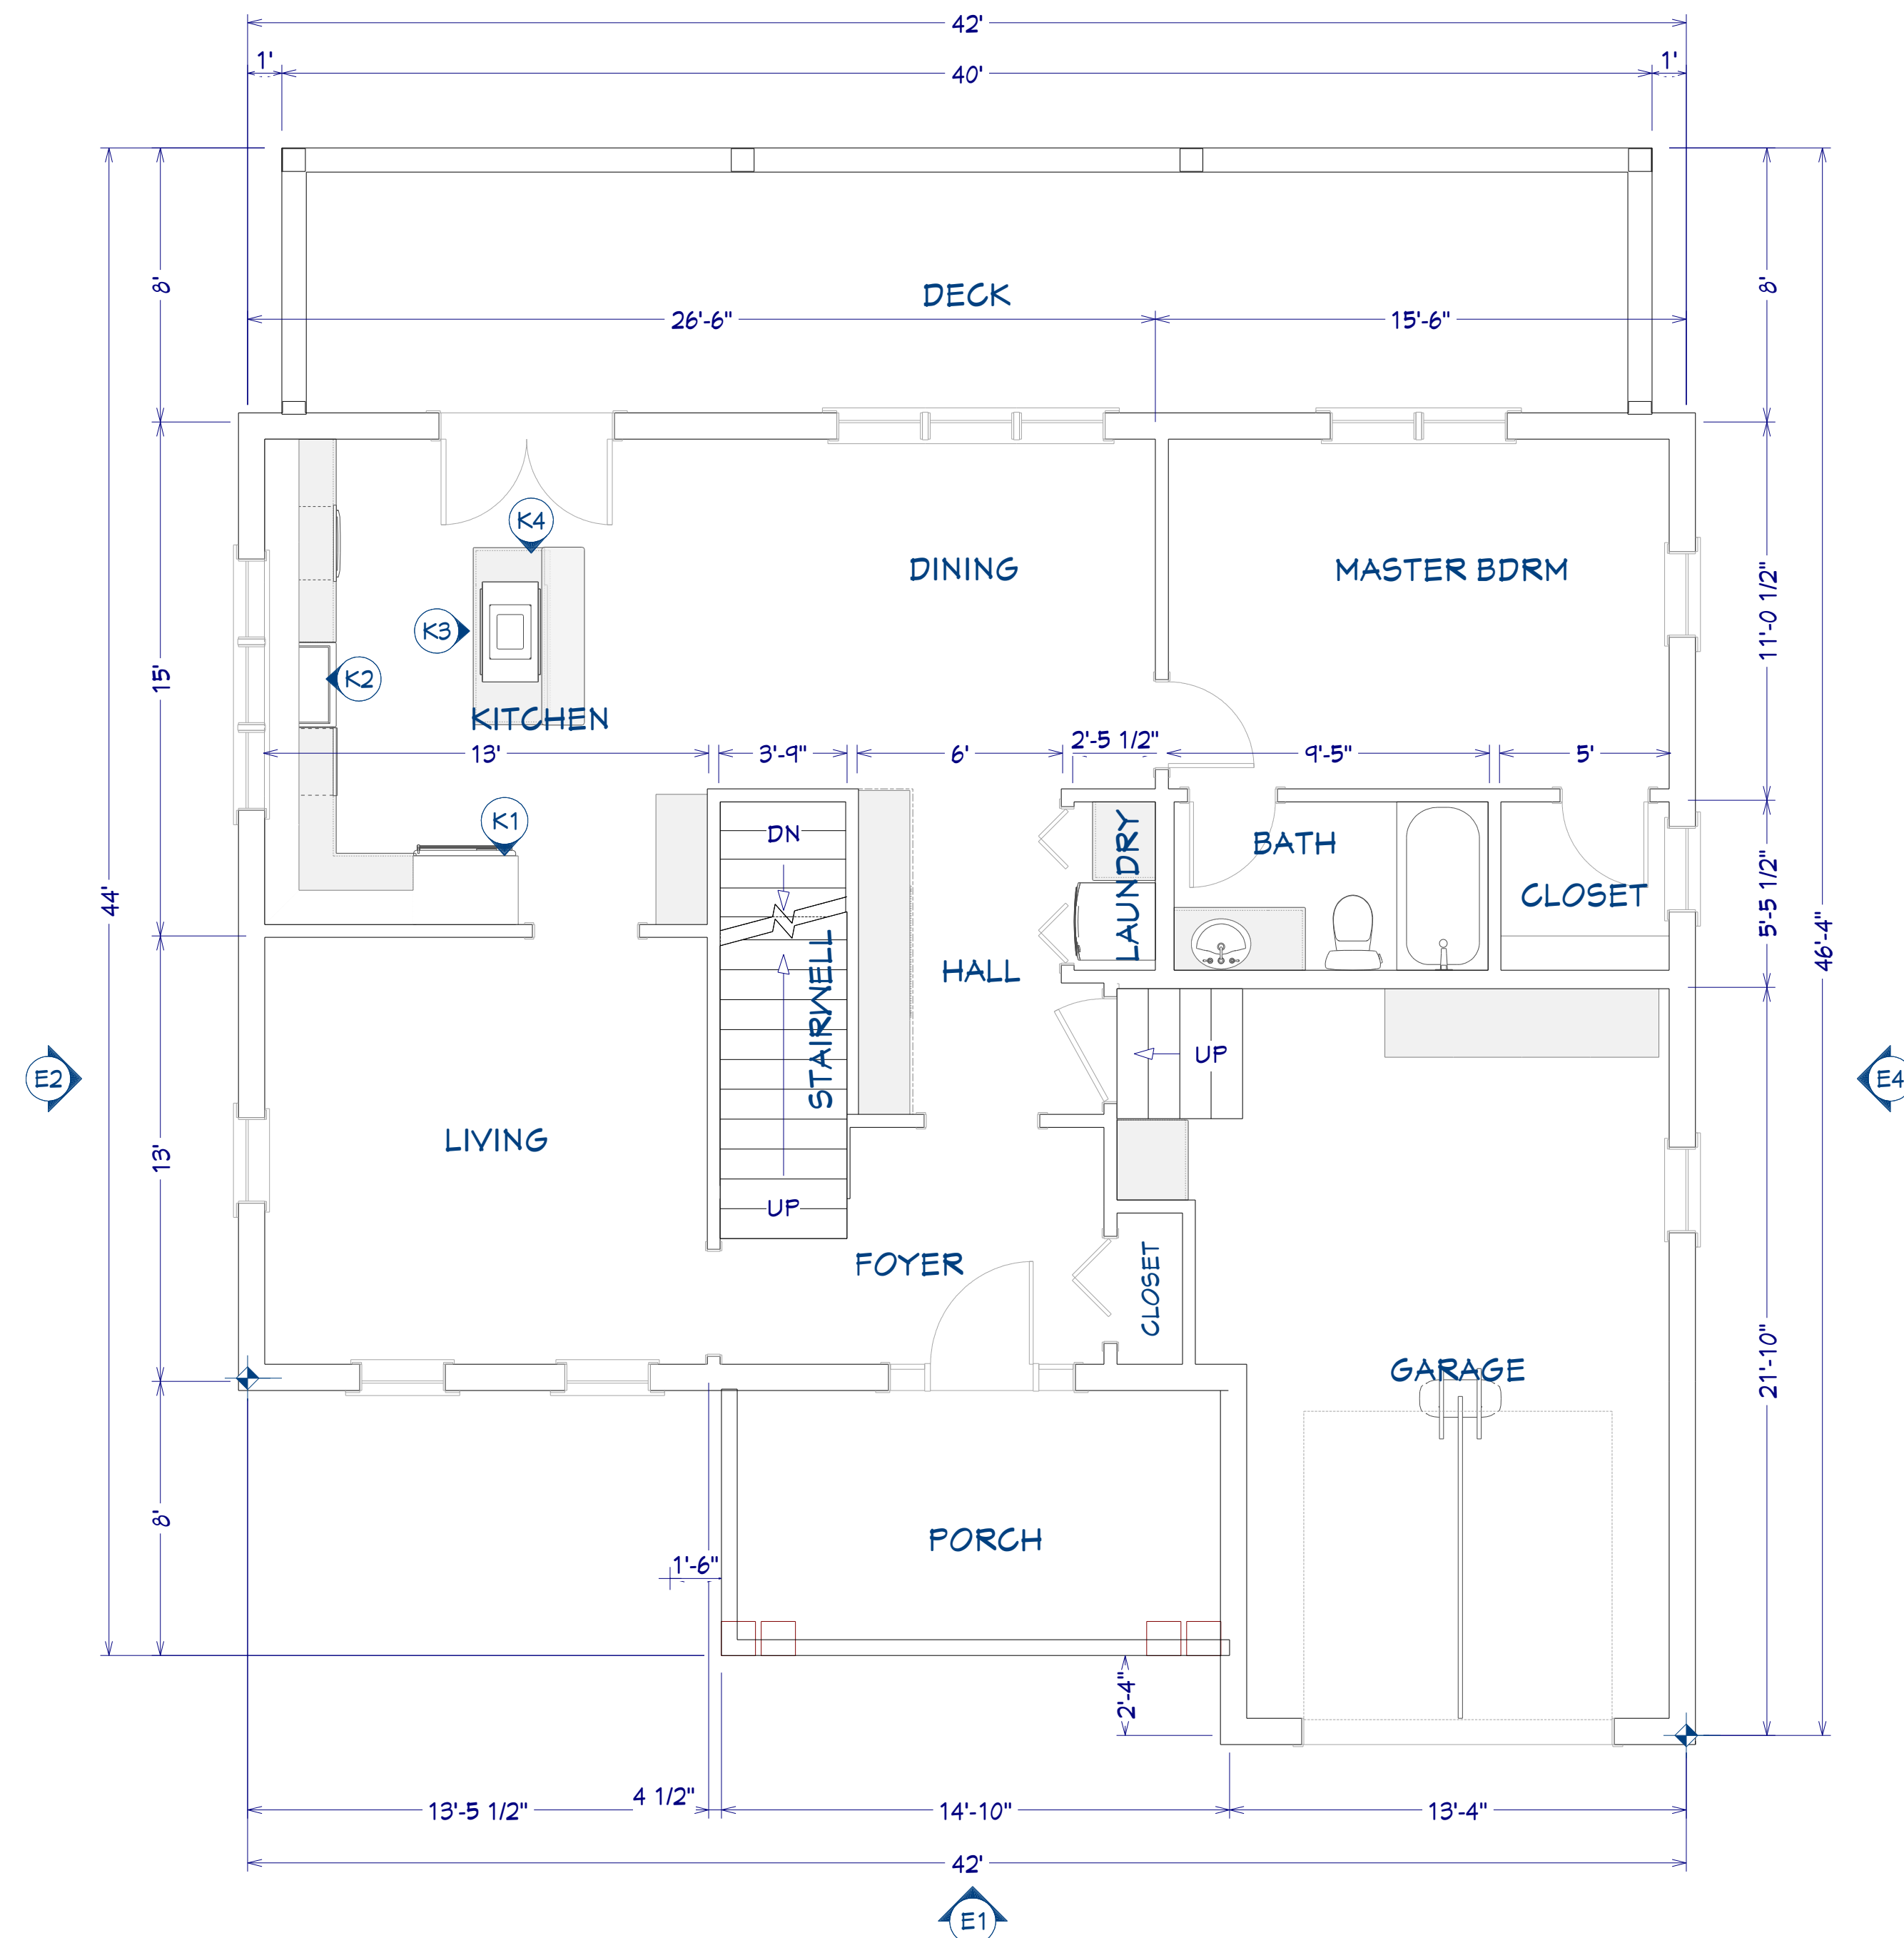 42'
1'
1'
40'
8'
8'
DECK
26'-6"
15'-6"
K4
DINING
MASTER BDRM
11'-0 1/2"
K3
15'
K2
KITCHEN
13'
3'-9"
6'
2'-5 1/2"
9'-5"
5'
K1
DN
LAUNDRY
BATH
CLOSET
5'-5 1/2"
44'
46'-4"
STAIRWELL
HALL
E2
UP
E4
LIVING
13'
UP
FOYER
CLOSET
GARAGE
21'-10"
8'
PORCH
1'-6"
2'-4"
13'-5 1/2"
4 1/2"
14'-10"
13'-4"
42'
E1